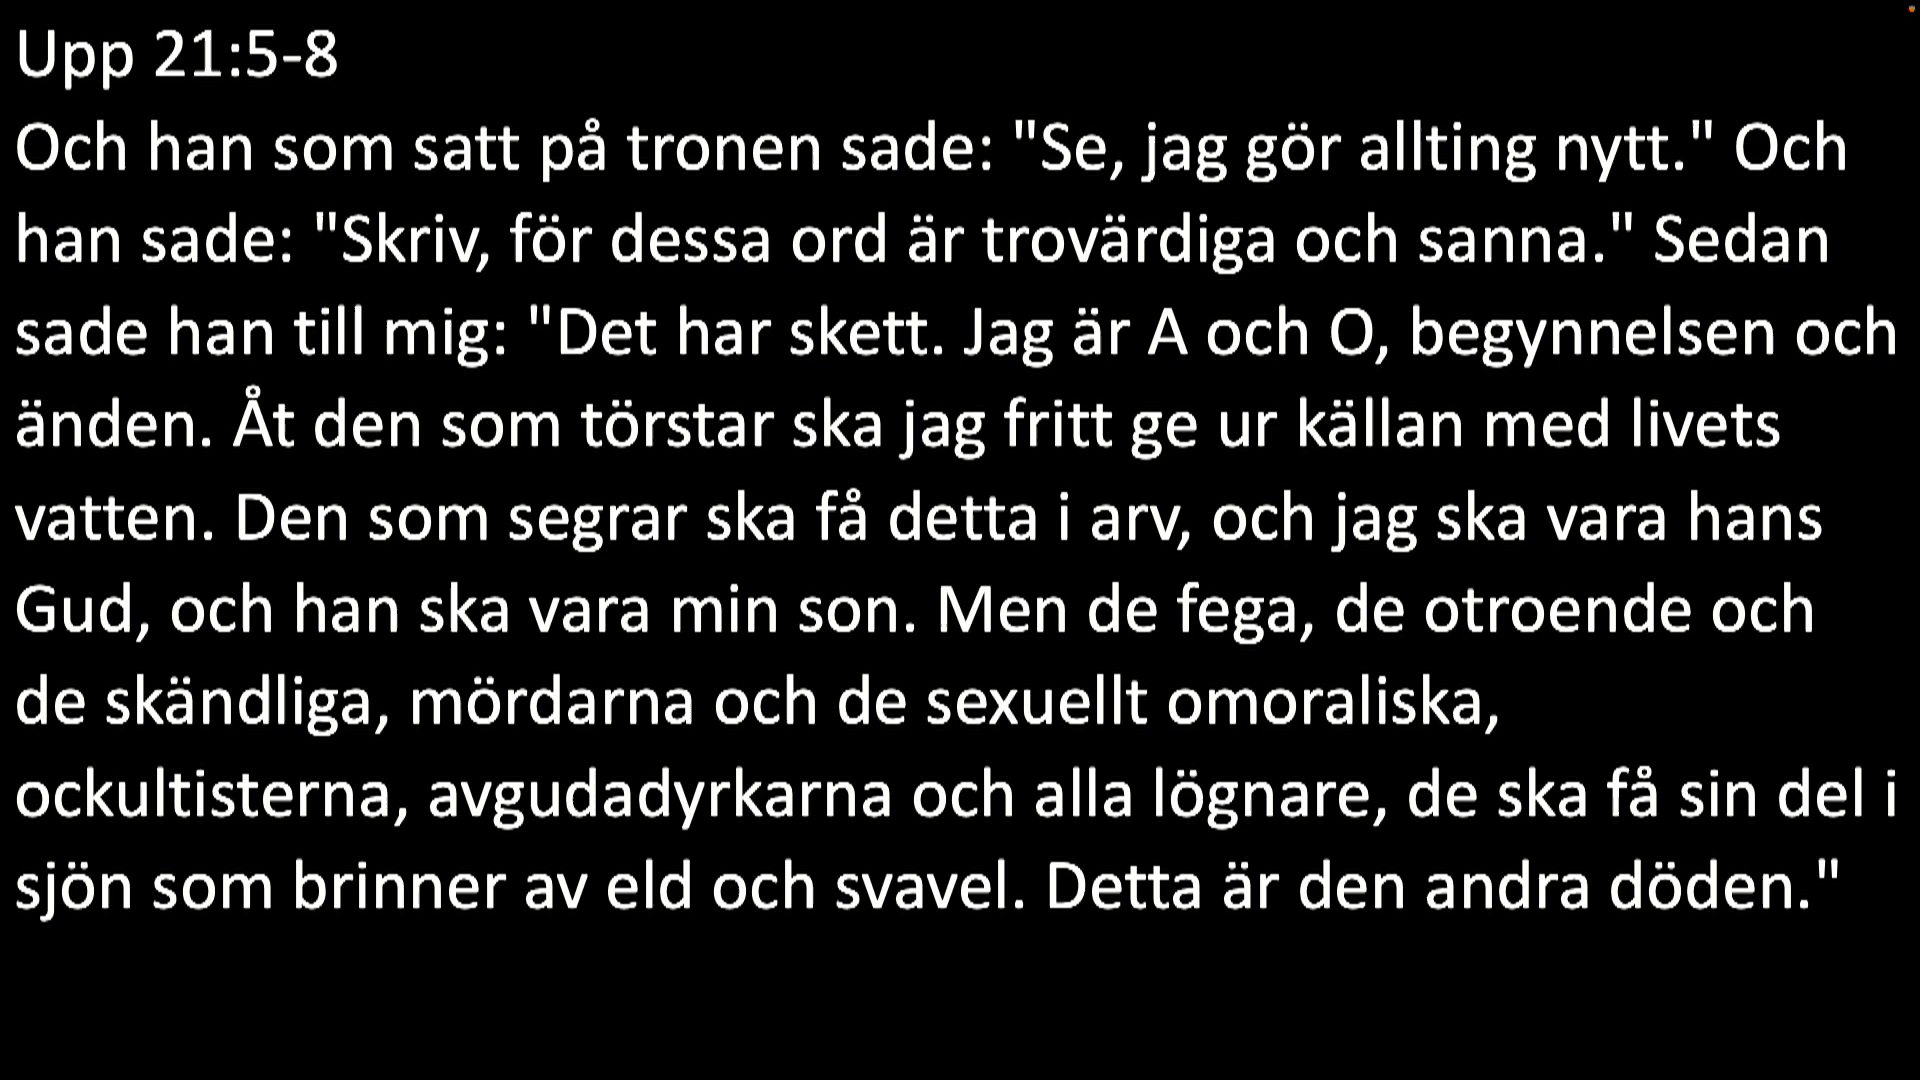 Upp 21:5-8
Och han som satt på tronen sade: "Se, jag gör allting nytt." Och
han sade: "Skriv, för dessa ord är trovärdiga och sanna." Sedan
sade han till mig: "Det har skett. Jag är A och O, begynnelsen och
änden. Åt den som törstar ska jag fritt ge ur källan med livets
vatten. Den som segrar ska få detta i arv, och jag ska vara hans
Gud, och han ska vara min son. Men de fega, de otroende och
de skändliga, mördarna och de sexuellt omoraliska,
ockultisterna, avgudadyrkarna och alla lögnare, de ska få sin del i
sjön som brinner av eld och svavel. Detta är den andra döden."